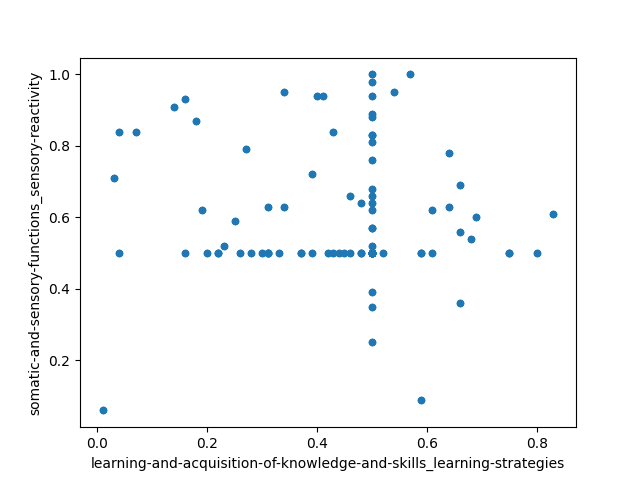 somatic-and-sensory-functions_sensory-reactivity
1.0
0.8
0.6
0.4
0.2
0.0 0.2 0.4 0.6 0.8
learning-and-acquisition-of-knowledge-and-skills_learning-strategies